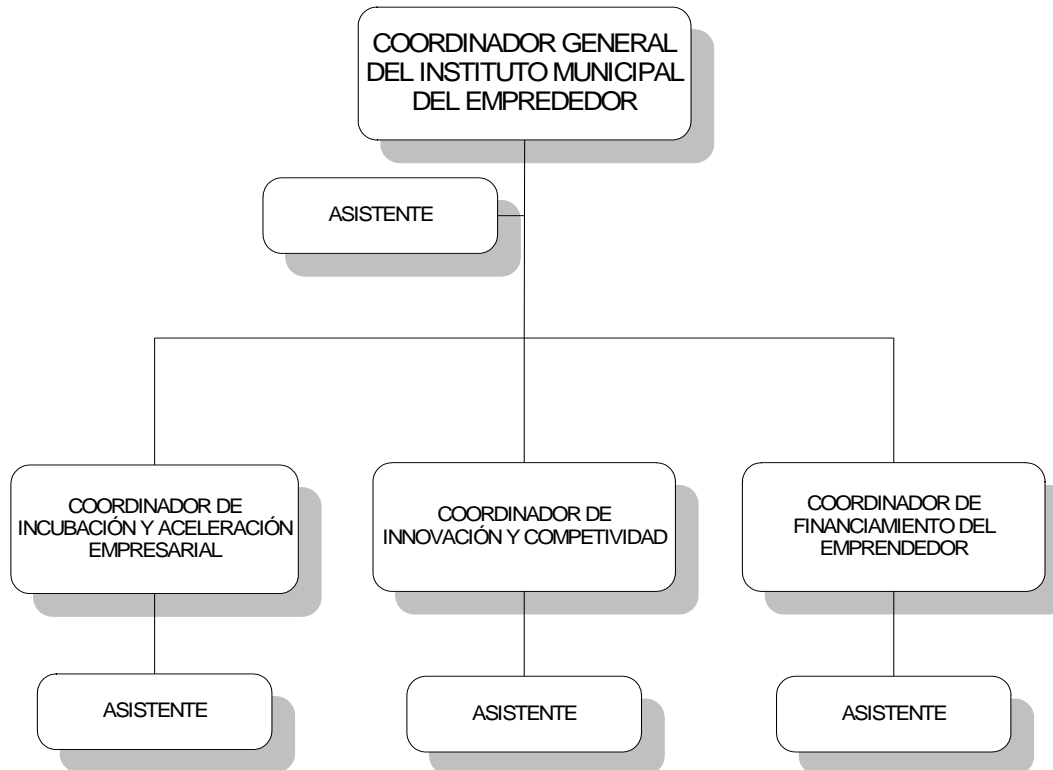 COORDINADOR GENERAL
DEL INSTITUTO MUNICIPAL
DEL EMPREDEDOR
ASISTENTE
COORDINADOR DE
INCUBACIÓN Y ACELERACIÓN
EMPRESARIAL
COORDINADOR DE
INNOVACIÓN Y COMPETIVIDAD
COORDINADOR DE
FINANCIAMIENTO DEL
EMPRENDEDOR
ASISTENTE
ASISTENTE
ASISTENTE